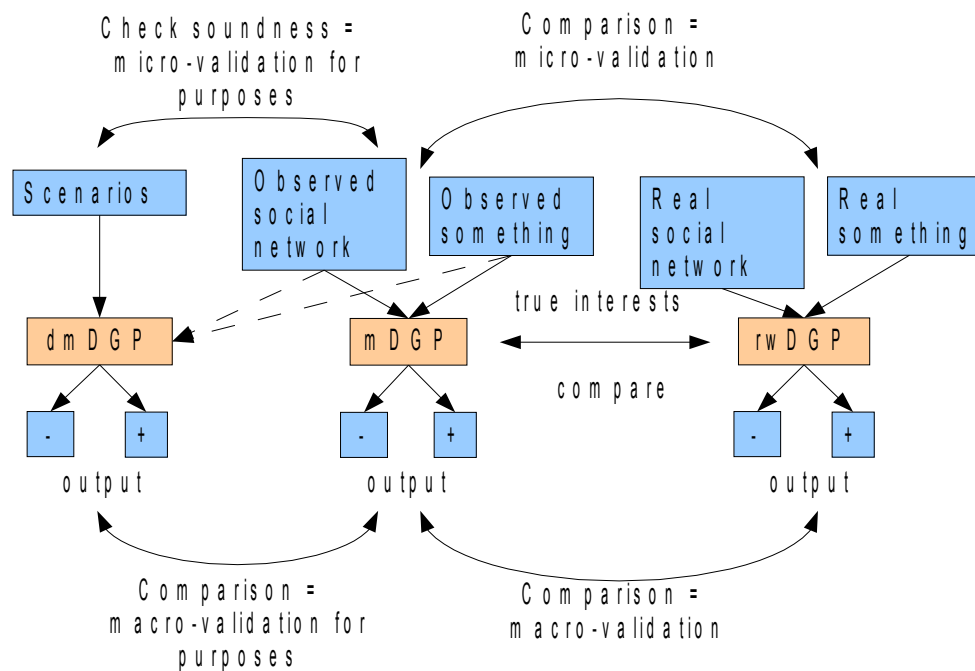 Check soundness =
micro-validation for
purposes
Comparison =
micro-validation
Scenarios
Observed
social
network
Observed
something
Real
social
network
Real
something
true interests
dmDGP
mDGP
rwDGP
compare
-
+
-
+
-
+
output
output
output
Comparison =
macro-validation for
purposes
Comparison =
macro-validation